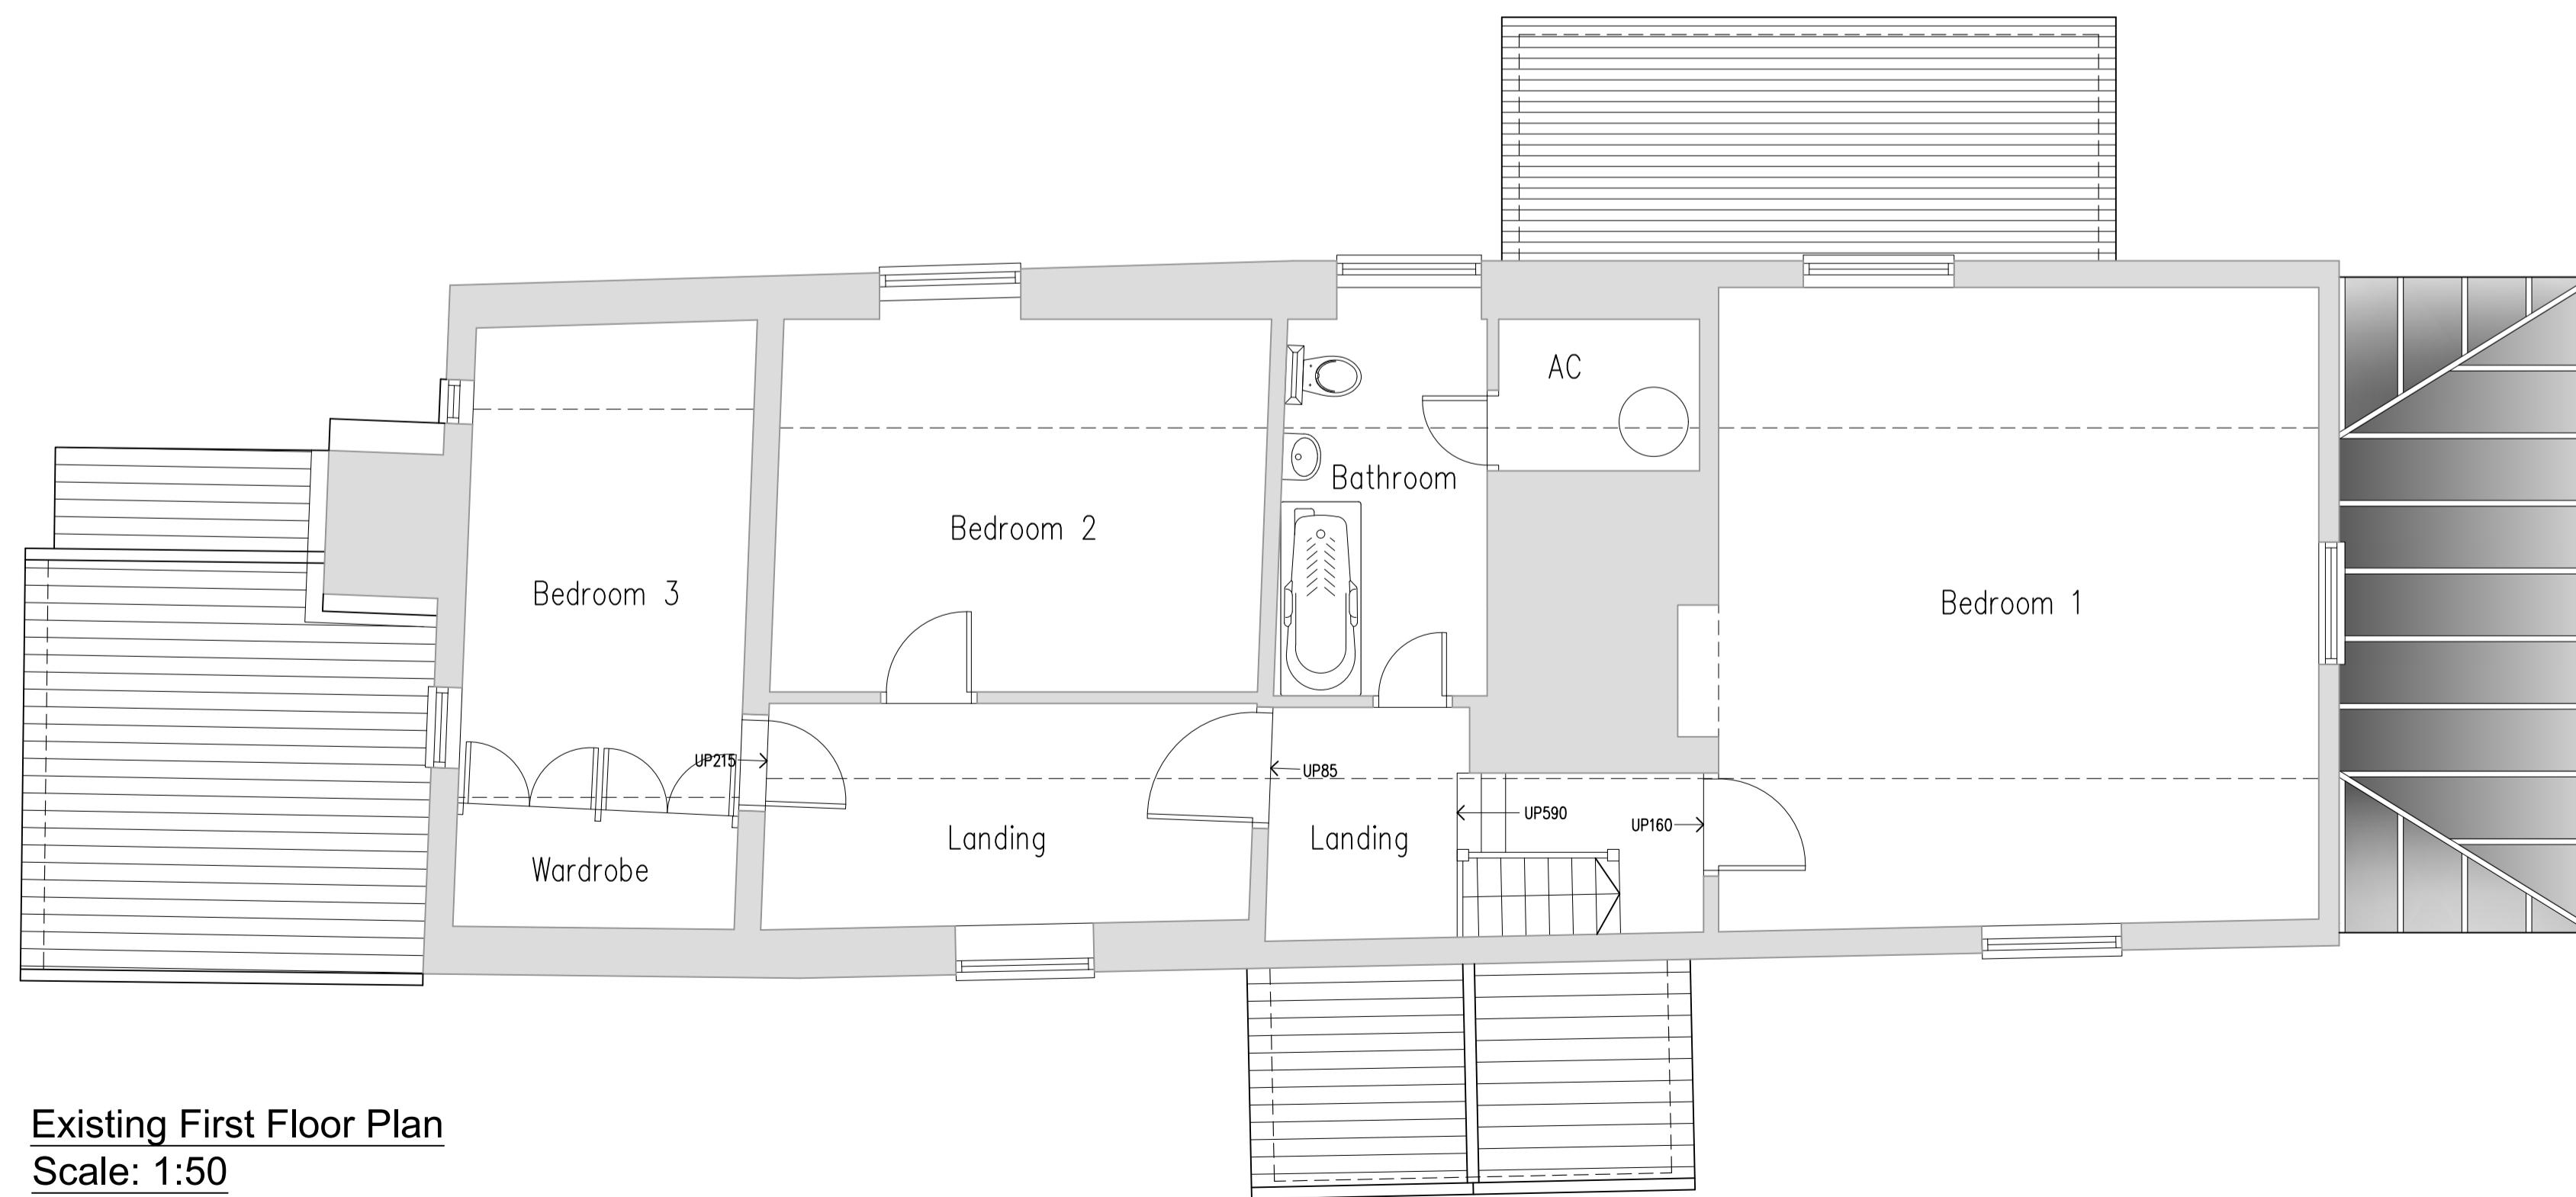 AC
Bathroom
Bedroom 2
Bedroom 3
Bedroom 1
UP215
UP85
UP590
UP160
Landing
Landing
Wardrobe
Existing First Floor Plan
Scale: 1:50